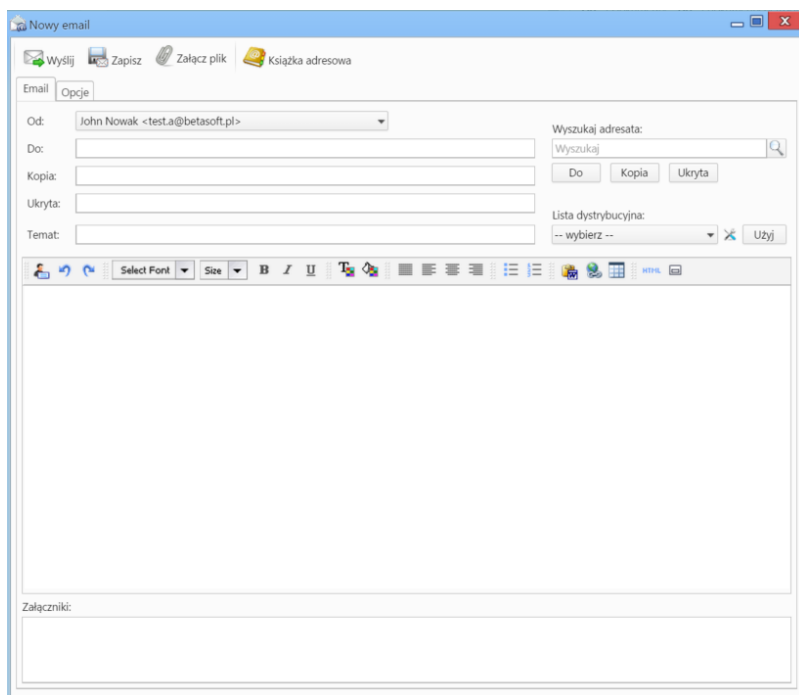 Nowy email
Wyślij Zapisz Załącz plik Książka adresowa
Email Opcje
Od: John Nowak <test.a@betasoft.pl>
Wyszukaj adresata:
Do: Wyszukaj
Kopia: Do Kopia Ukryta
Ukryta:
Lista dystrybucyjna:
Temat: -- wybierz -- Użyj
Select Font Size B I U T HTML
Załączniki: